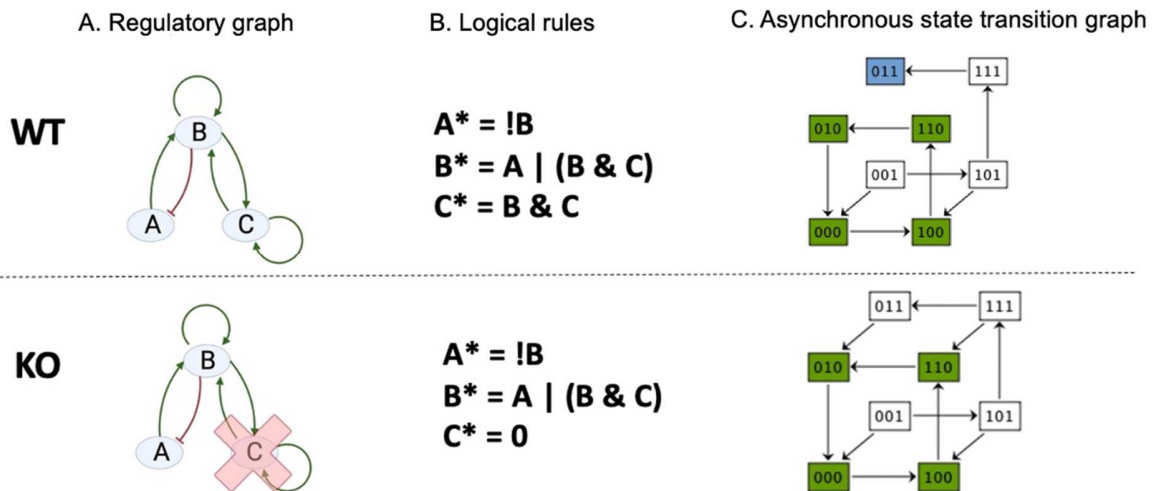 A. Regulatory graph
B. Logical rules
C. Asynchronous state transition graph
WT
B
A
C
A* = !B
B* = A | (B & C)
C* = B & C
011
111
010
110
001
101
000
100
KO
B
A
C
A* = !B
B* = A | (B & C)
C* = 0
011
111
010
110
001
101
000
100